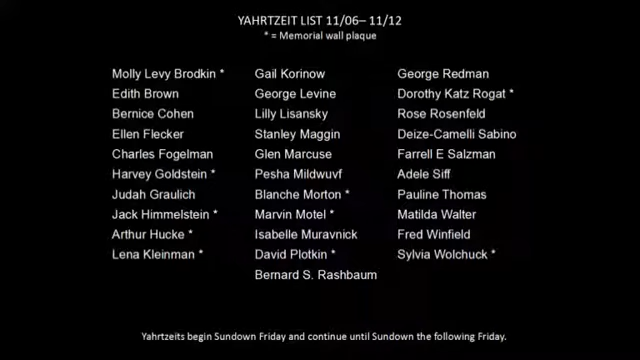 YAHRTZEIT LIST 11/06– 11/12
* = Memorial wall plaque
Molly Levy Brodkin *
Edith Brown
Bernice Cohen
Ellen Flecker
Charles Fogelman
Harvey Goldstein *
Judah Graulich
Jack Himmelstein *
Arthur Hucke *
Lena Kleinman *
Gail Korinow
George Levine
Lilly Lisansky
Stanley Maggin
Glen Marcuse
Pesha Mildwuvf
Blanche Morton *
Marvin Motel *
Isabelle Muravnick
David Plotkin *
Bernard S. Rashbaum
George Redman
Dorothy Katz Rogat *
Rose Rosenfeld
Deize-Camelli Sabino
Farrell E Salzman
Adele Siff
Pauline Thomas
Matilda Walter
Fred Winfield
Sylvia Wolchuck *
Yahrtzeits begin Sundown Friday and continue until Sundown the following Friday.